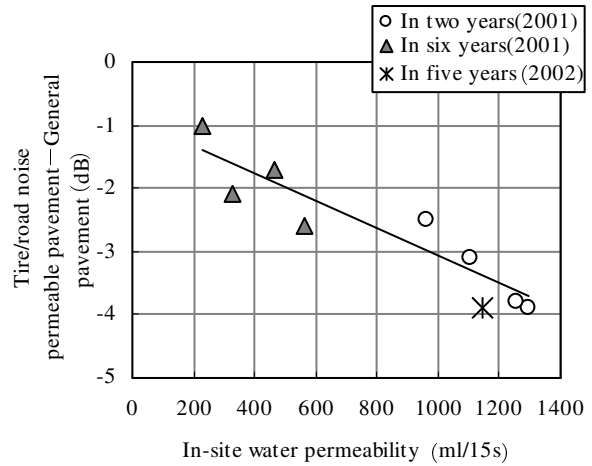 In two years(2001)
In six years(2001)
In five years (2002)
0
-1
-2
-3
-4
-5
Tire/road noise
permeable pavement—General
pavement (dB)
0 200 400 600 800 1000 1200 1400
In-site water permeability (ml/15s)